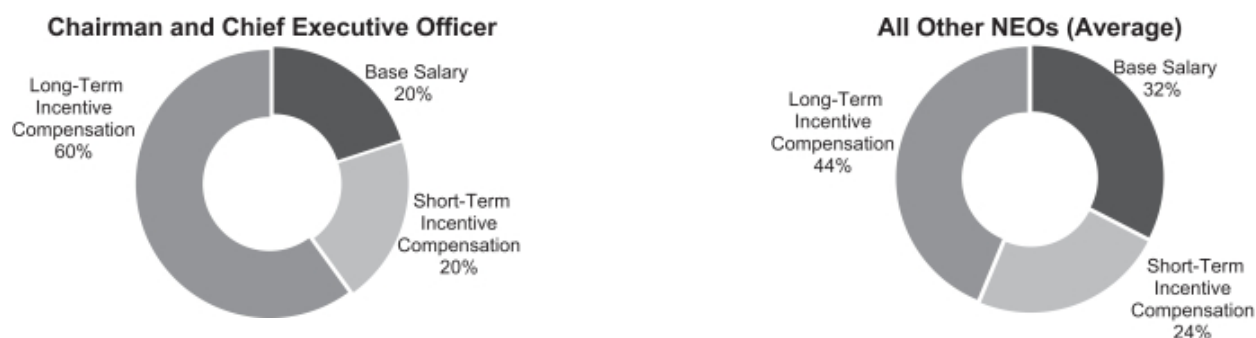 Chairman and Chief Executive Officer
Long-Term
Incentive
Compensation
60%
Base Salary
20%
Short-Term
Incentive
Compensation
20%
All Other NEOs (Average)
Long-Term
Incentive
Compensation
44%
Base Salary
32%
Short-Term
Incentive
Compensation
24%